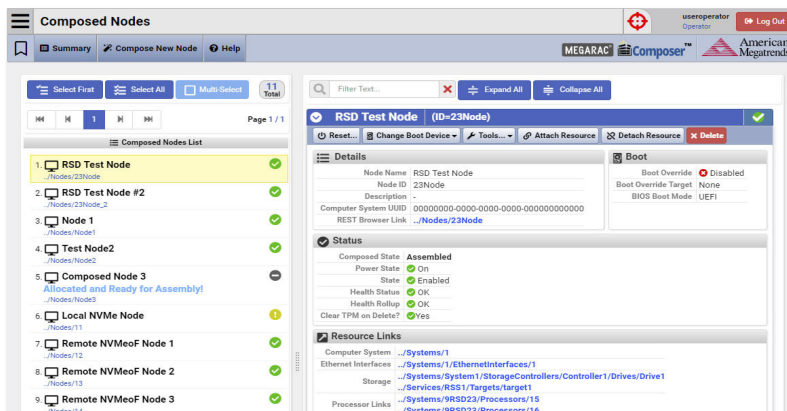 Composed Nodes
useroperator
Operator
Log Out
Summary
Compose New Node
Help
MEGARAC®
Composer™
American
Megatrends
Select First
Select All
Multi-Select
11
Total
1
Page 1 / 1
Composed Nodes List
1. RSD Test Node
../Nodes/23Node
2. RSD Test Node #2
../Nodes/23Node_2
3. Node 1
../Nodes/Node1
4. Test Node2
../Nodes/Node2
5. Composed Node 3
Allocated and Ready for Assembly!
../Nodes/Node3
6. Local NVMe Node
../Nodes/11
7. Remote NVMeoF Node 1
../Nodes/12
8. Remote NVMeoF Node 2
../Nodes/13
9. Remote NVMeoF Node 3
../Nodes/14
Filter Text...
Expand All
Collapse All
RSD Test Node (ID=23Node)
Reset...
Change Boot Device
Tools...
Attach Resource
Detach Resource
Delete
Details
Node Name RSD Test Node
Node ID 23Node
Description -
Computer System UUID 00000000-0000-0000-0000-000000000000
REST Browser Link ../Nodes/23Node
Boot
Boot Override Disabled
Boot Override Target None
BIOS Boot Mode UEFI
Status
Composed State Assembled
Power State On
State Enabled
Health Status OK
Health Rollup OK
Clear TPM on Delete? Yes
Resource Links
Computer System ../Systems/1
Ethernet Interfaces ../Systems/1/EthernetInterfaces/1
Storage ../Systems/System1/StorageControllers/Controller1/Drives/Drive1
../Services/RSS1/Targets/target1
Processor Links ../Systems/9RSD23/Processors/15
../Systems/9RSD23/Processors/16